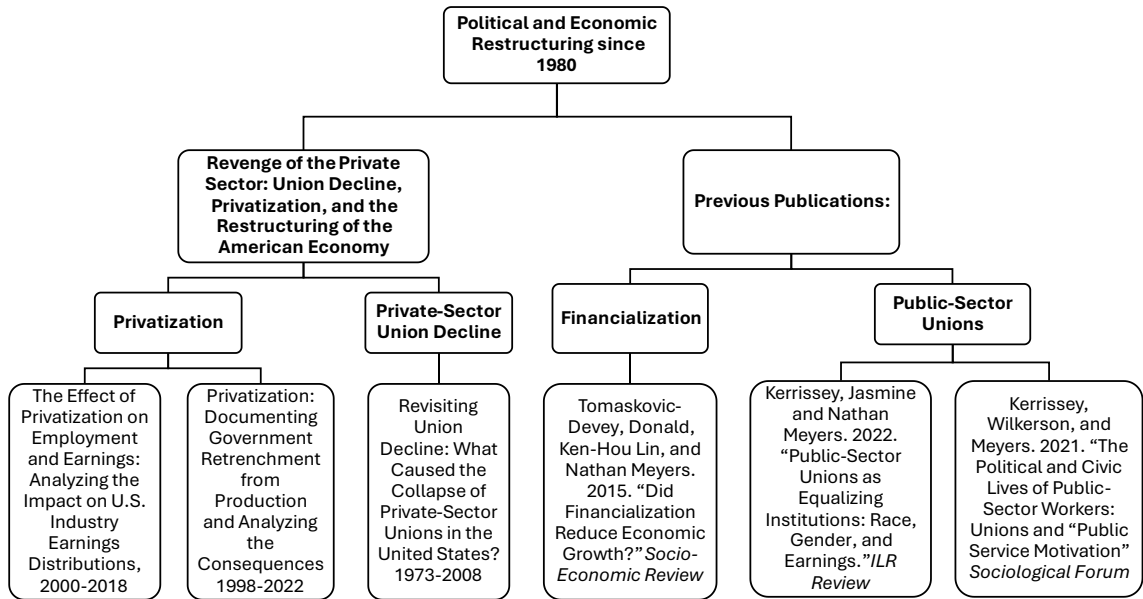 Political and Economic
Restructuring since
1980
Revenge of the Private
Sector: Union Decline,
Privatization, and the
Restructuring of the
American Economy
Previous Publications:
Privatization
Private-Sector
Union Decline
Financialization
Public-Sector
Unions
The Effect of
Privatization on
Employment
and Earnings:
Analyzing the
Impact on U.S.
Industry
Earnings
Distributions,
2000-2018
Privatization:
Documenting
Government
Retrenchment
from
Production
and Analyzing
the
Consequences
1998-2022
Revisiting
Union
Decline: What
Caused the
Collapse of
Private-Sector
Unions in the
United States?
1973-2008
Tomaskovic-
Devey, Donald,
Ken-Hou Lin, and
Nathan Meyers.
2015. “Did
Financialization
Reduce Economic
Growth?” Socio-
Economic Review
Kerrissey, Jasmine
and Nathan
Meyers. 2022.
“Public-Sector
Unions as
Equalizing
Institutions: Race,
Gender, and
Earnings.”ILR
Review
Kerrissey,
Wilkerson, and
Meyers. 2021. “The
Political and Civic
Lives of Public-
Sector Workers:
Unions and “Public
Service Motivation”
Sociological Forum